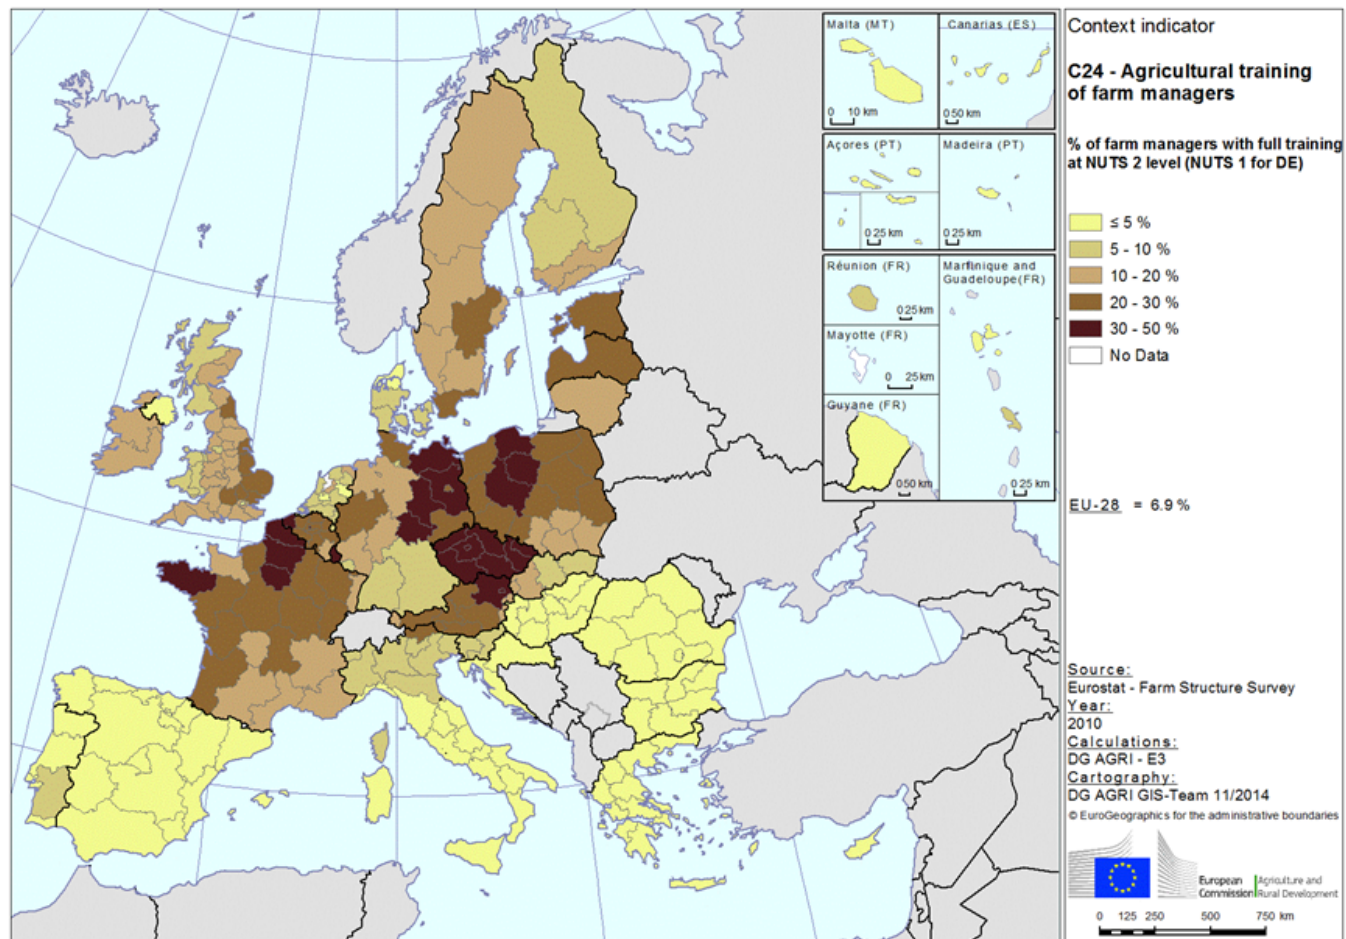 Malta (MT)
0 10 km
Canarias (ES)
0 50 km
Açores (PT)
0 25 km
Madeira (PT)
0 25 km
Réunion (FR)
0 25 km
Martinique and
Guadeloupe(FR)
0 25 km
Mayotte (FR)
0 25 km
Guyane (FR)
0 50 km
Context indicator
C24 - Agricultural training
of farm managers
% of farm managers with full training
at NUTS 2 level (NUTS 1 for DE)
≤ 5 %
5 - 10 %
10 - 20 %
20 - 30 %
30 - 50 %
No Data
EU-28 = 6.9 %
Source:
Eurostat - Farm Structure Survey
Year:
2010
Calculations:
DG AGRI - E3
Cartography:
DG AGRI GIS-Team 11/2014
© EuroGeographics for the administrative boundaries
European
Commission
Agriculture and
Rural Development
0 125 250 500 750 km